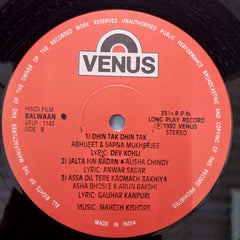 ALL RIGHTS OF THE MANUFACTURER AND OF THE OWNER OF THE RECORDED WORK RESERVED UNAUTHORISED PUBLIC PERFORMANCE BROADCASTING AND COPYING OF THIS RECORD PROHIBITED
VENUS
HINDI FILM
BALWAAN
VFLP 1143
SIDE B
33⅓ R.P.M.
LONG PLAY RECORD
℗ 1992 VENUS
STEREO
1) DHIN TAK DHIN TAK
ABHIJEET & SAPNA MUKHERJEE
LYRIC: DEV KOHLI
2) JALTA HAI BADAN ★ ALISHA CHINOY
LYRIC: ANWAR SAGAR
3) ASSA DIL TERE KADMACH RAKHIYA
ASHA BHOSLE & ARUN BAKSHI
LYRIC: GAUHAR KANPURI
MUSIC: MAHESH KISHORE
MADE IN INDIA